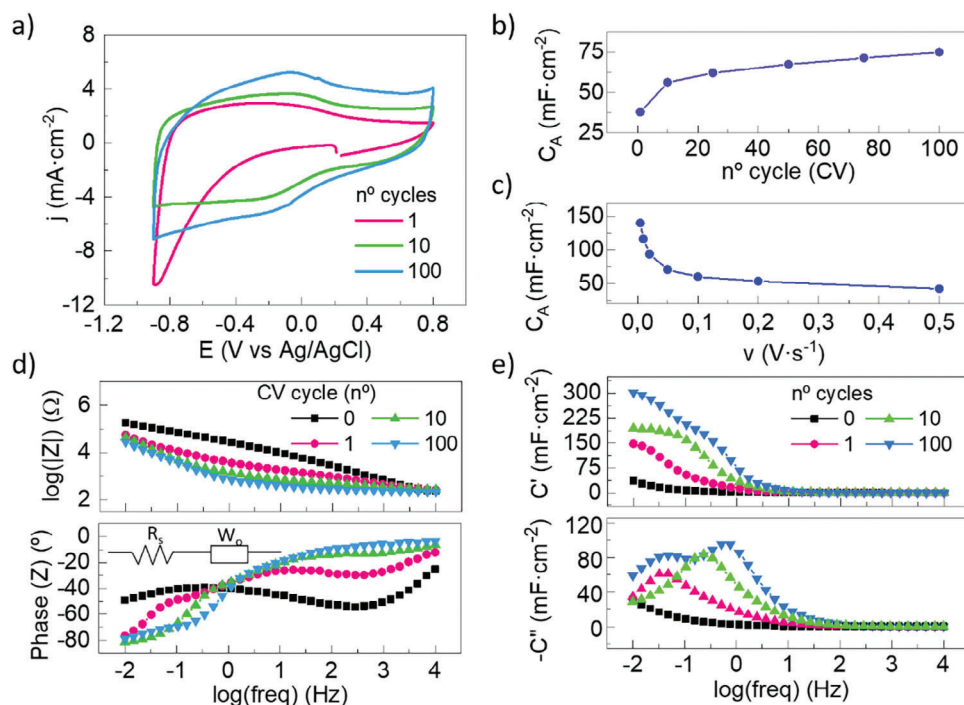 a)
j (mA·cm-2)
8
4
0
-4
-8
-12
-1.2 -0.8 -0.4 0.0 0.4 0.8
E (V vs Ag/AgCl)
nº cycles
1
10
100
b)
CA (mF·cm-2)
75
50
25
0 20 40 60 80 100
nº cycle (CV)
c)
CA (mF·cm-2)
150
100
50
0,0 0,1 0,2 0,3 0,4 0,5
v (V·s-1)
d)
log(|Z|) (Ω)
6
4
2
CV cycle (nº)
0 10
1 100
Phase (Z) (º)
0
-20
-40
-60
-80
Rs Wo
-2 -1 0 1 2 3 4
log(freq) (Hz)
e)
C' (mF·cm-2)
300
225
150
75
0
nº cycles
0 10
1 100
-C'' (mF·cm-2)
120
80
40
0
-2 -1 0 1 2 3 4
log(freq) (Hz)